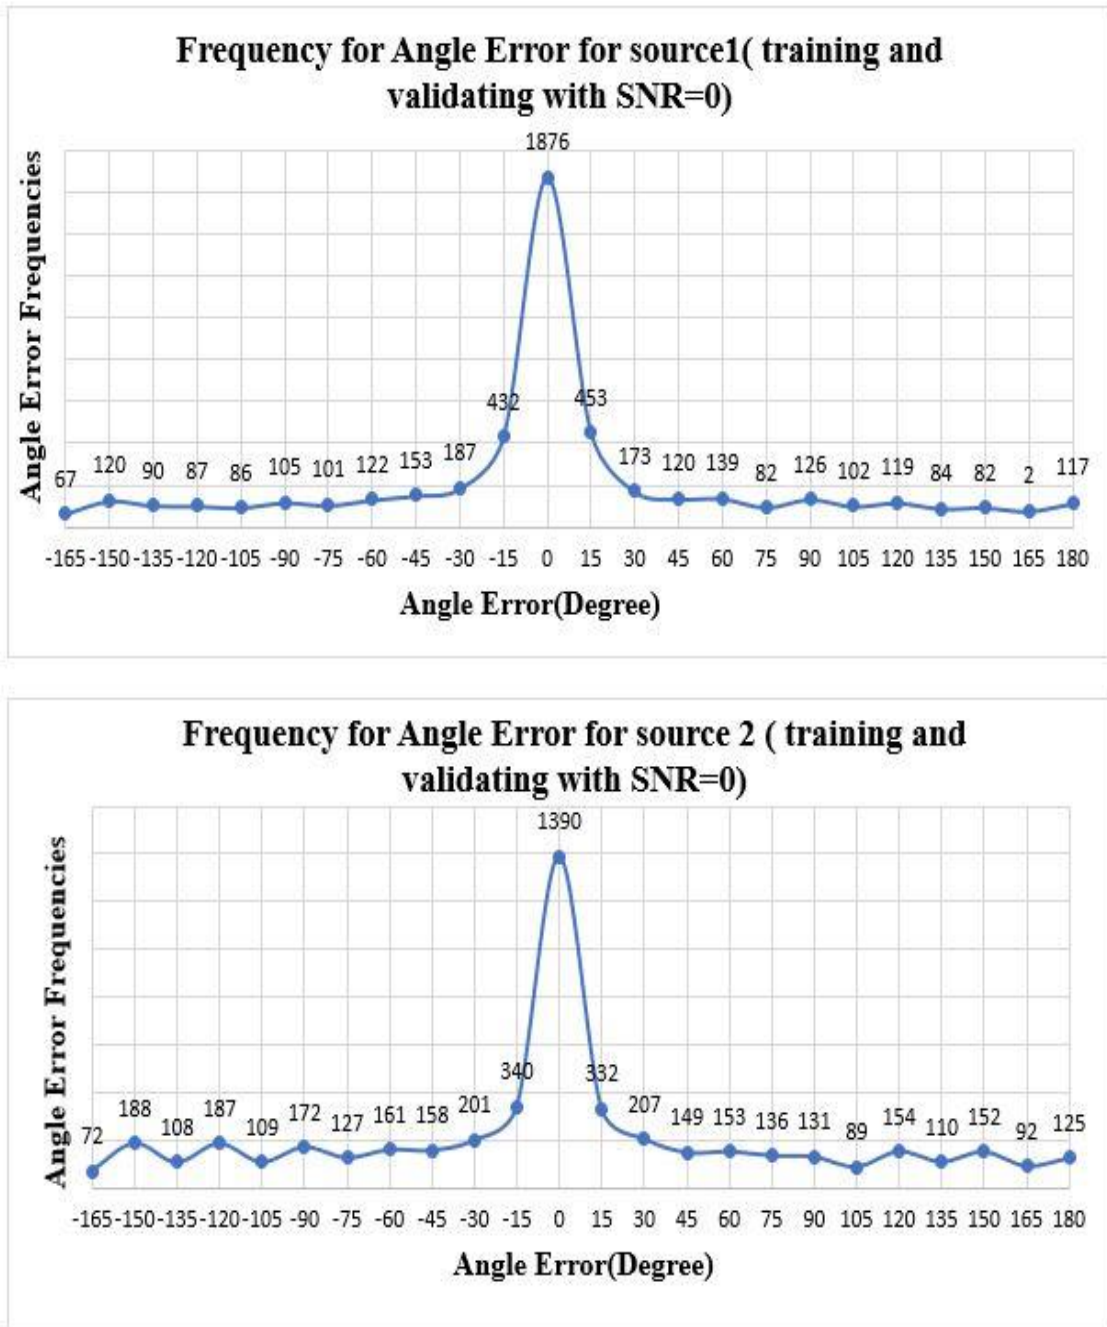 Frequency for Angle Error for source1( training and
validating with SNR=0)
1876
Angle Error Frequencies
67 120 90 87 86 105 101 122 153 187 432 453 173 120 139 82 126 102 119 84 82 2 117
-165 -150 -135 -120 -105 -90 -75 -60 -45 -30 -15 0 15 30 45 60 75 90 105 120 135 150 165 180
Angle Error(Degree)
Frequency for Angle Error for source 2 ( training and
validating with SNR=0)
1390
Angle Error Frequencies
72 188 108 187 109 172 127 161 158 201 340 332 207 149 153 136 131 89 154 110 152 92 125
-165 -150 -135 -120 -105 -90 -75 -60 -45 -30 -15 0 15 30 45 60 75 90 105 120 135 150 165 180
Angle Error(Degree)